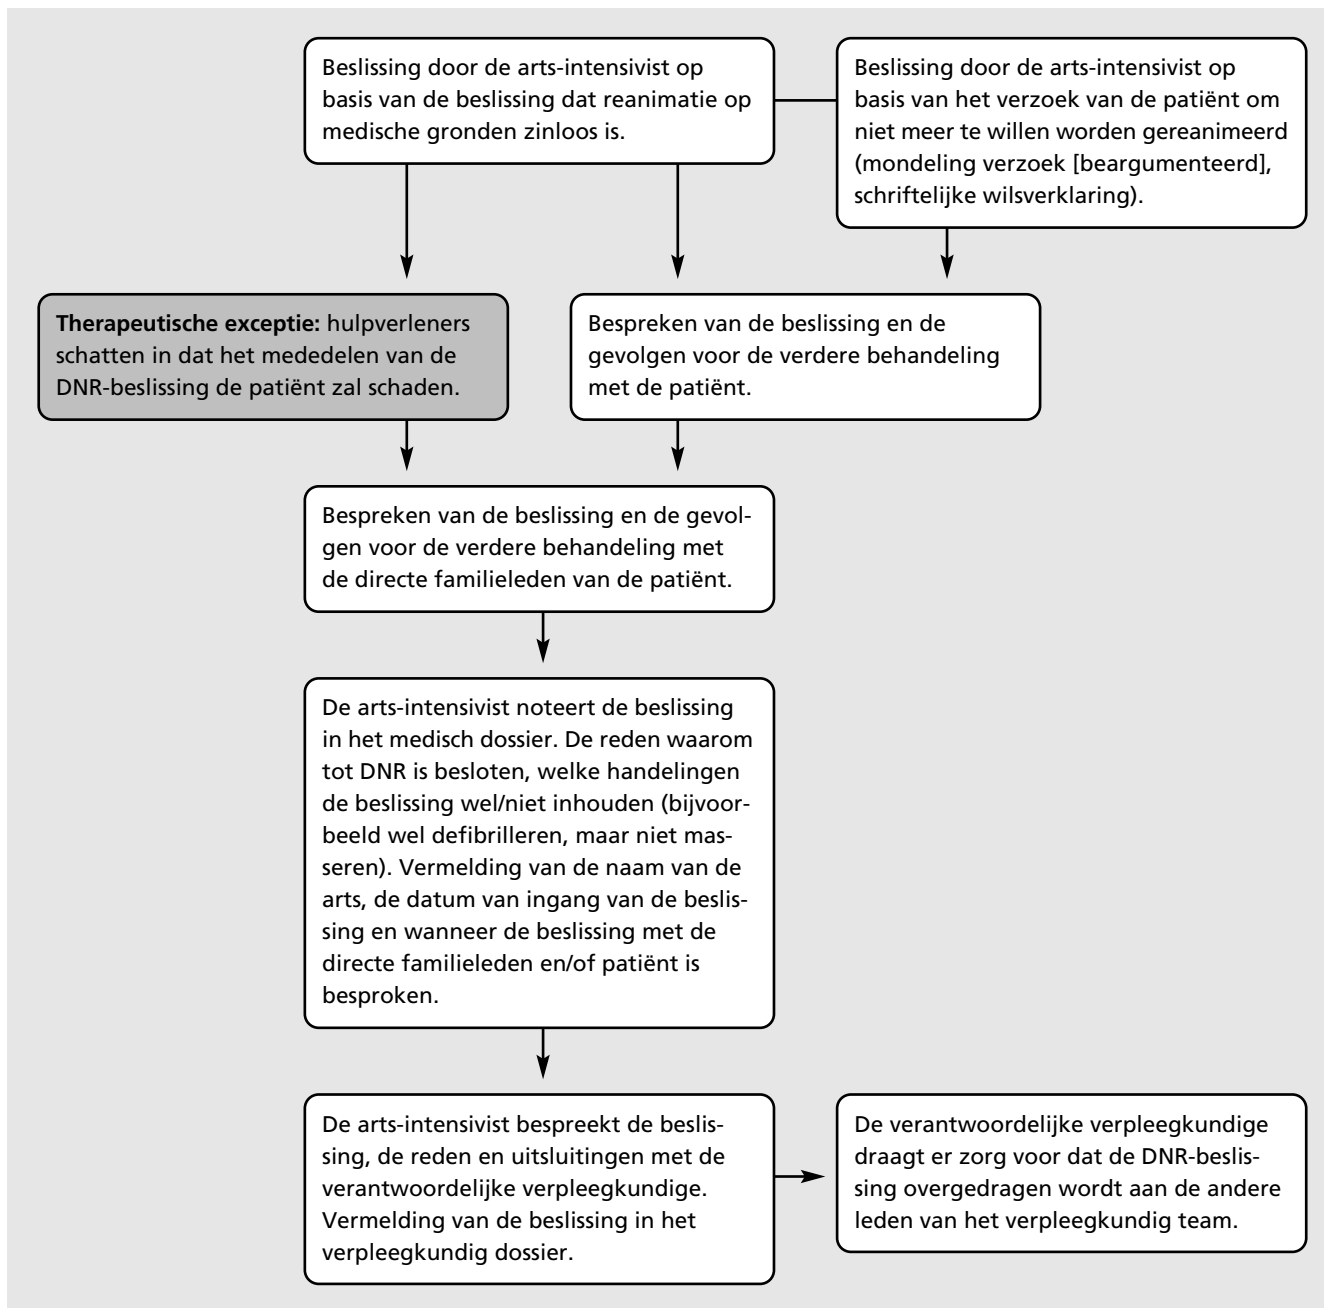 Beslissing door de arts-intensivist op
basis van de beslissing dat reanimatie op
medische gronden zinloos is.
Beslissing door de arts-intensivist op
basis van het verzoek van de patiënt om
niet meer te willen worden gereanimeerd
(mondeling verzoek [beargumenteerd],
schriftelijke wilsverklaring).
Therapeutische exceptie: hulpverleners
schatten in dat het mededelen van de
DNR-beslissing de patiënt zal schaden.
Bespreken van de beslissing en de
gevolgen voor de verdere behandeling
met de patiënt.
Bespreken van de beslissing en de gevol-
gen voor de verdere behandeling met
de directe familieleden van de patiënt.
De arts-intensivist noteert de beslissing
in het medisch dossier. De reden waarom
tot DNR is besloten, welke handelingen
de beslissing wel/niet inhouden (bijvoor-
beeld wel defibrilleren, maar niet mas-
seren). Vermelding van de naam van de
arts, de datum van ingang van de beslis-
sing en wanneer de beslissing met de
directe familieleden en/of patiënt is
besproken.
De arts-intensivist bespreekt de beslis-
sing, de reden en uitsluitingen met de
verantwoordelijke verpleegkundige.
Vermelding van de beslissing in het
verpleegkundig dossier.
De verantwoordelijke verpleegkundige
draagt er zorg voor dat de DNR-beslis-
sing overgedragen wordt aan de andere
leden van het verpleegkundig team.